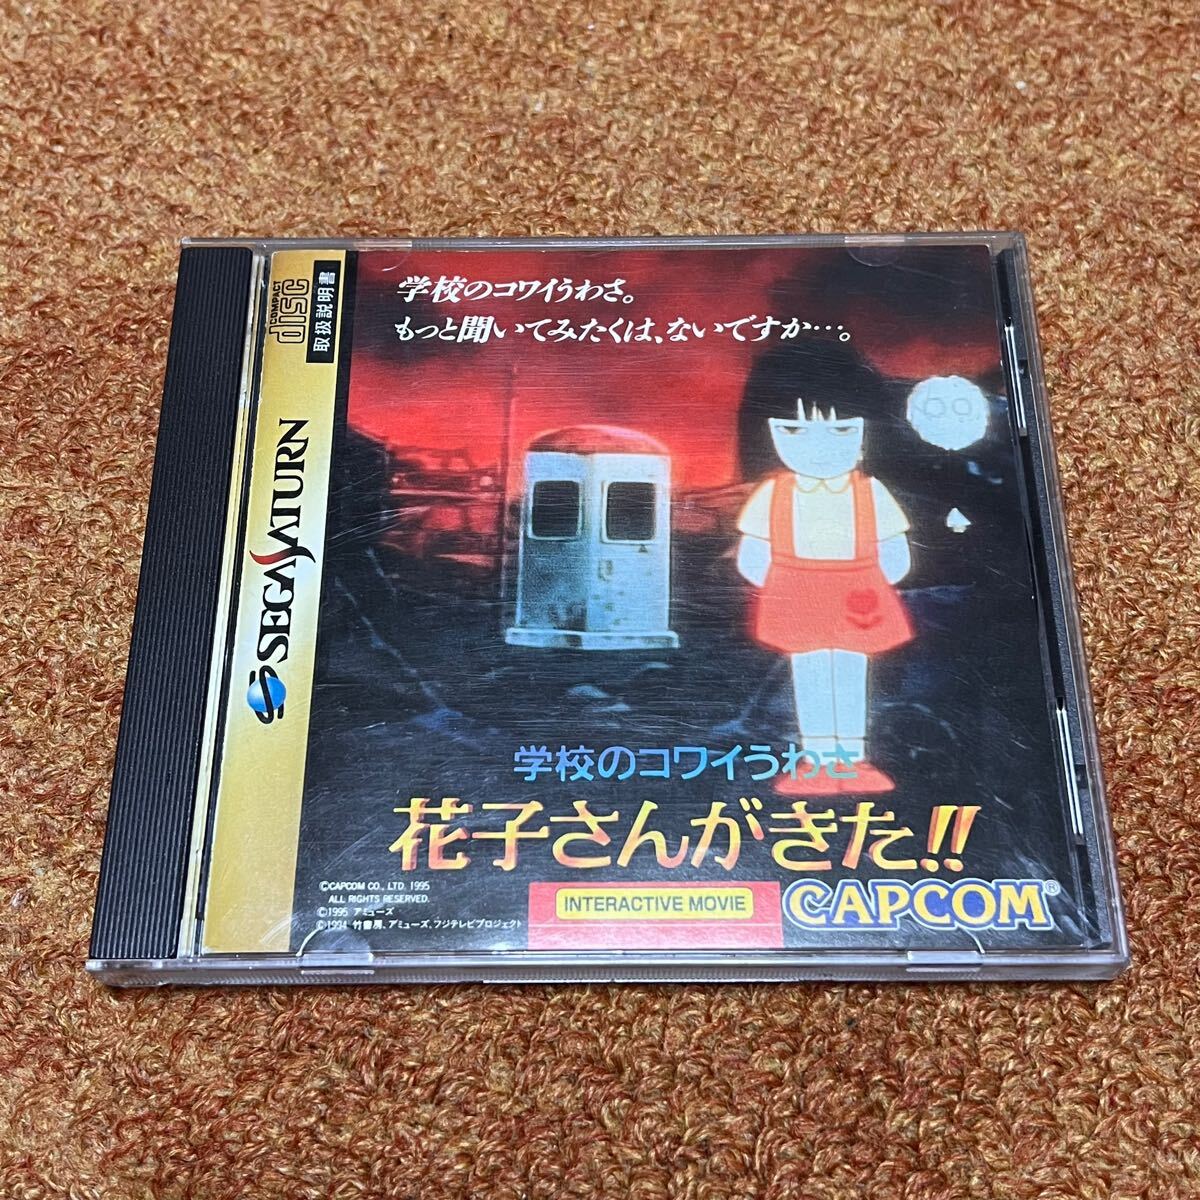 COMPACT
disc
取扱説明書
SEGA SATURN
学校のコワイうわさ。
もっと聞いてみたくは、ないですか…。
学校のコワイうわさ
花子さんがきた!!
©CAPCOM CO., LTD. 1995
ALL RIGHTS RESERVED.
©1995 アミューズ
©1994 竹書房、アミューズ、フジテレビプロジェクト
INTERACTIVE MOVIE
CAPCOM®